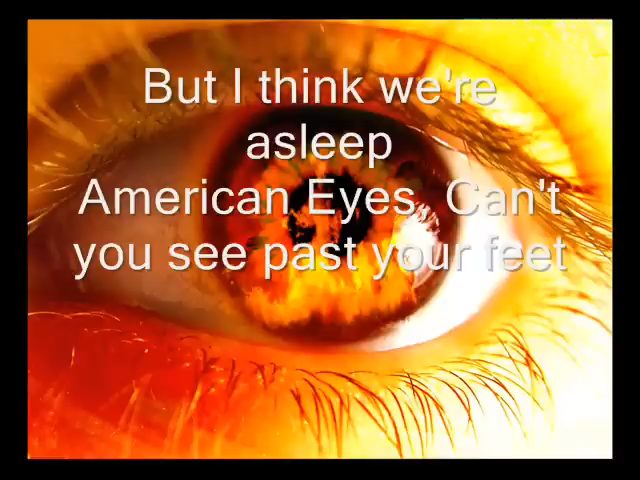 But I think we're
asleep
American Eyes, Can't
you see past your feet